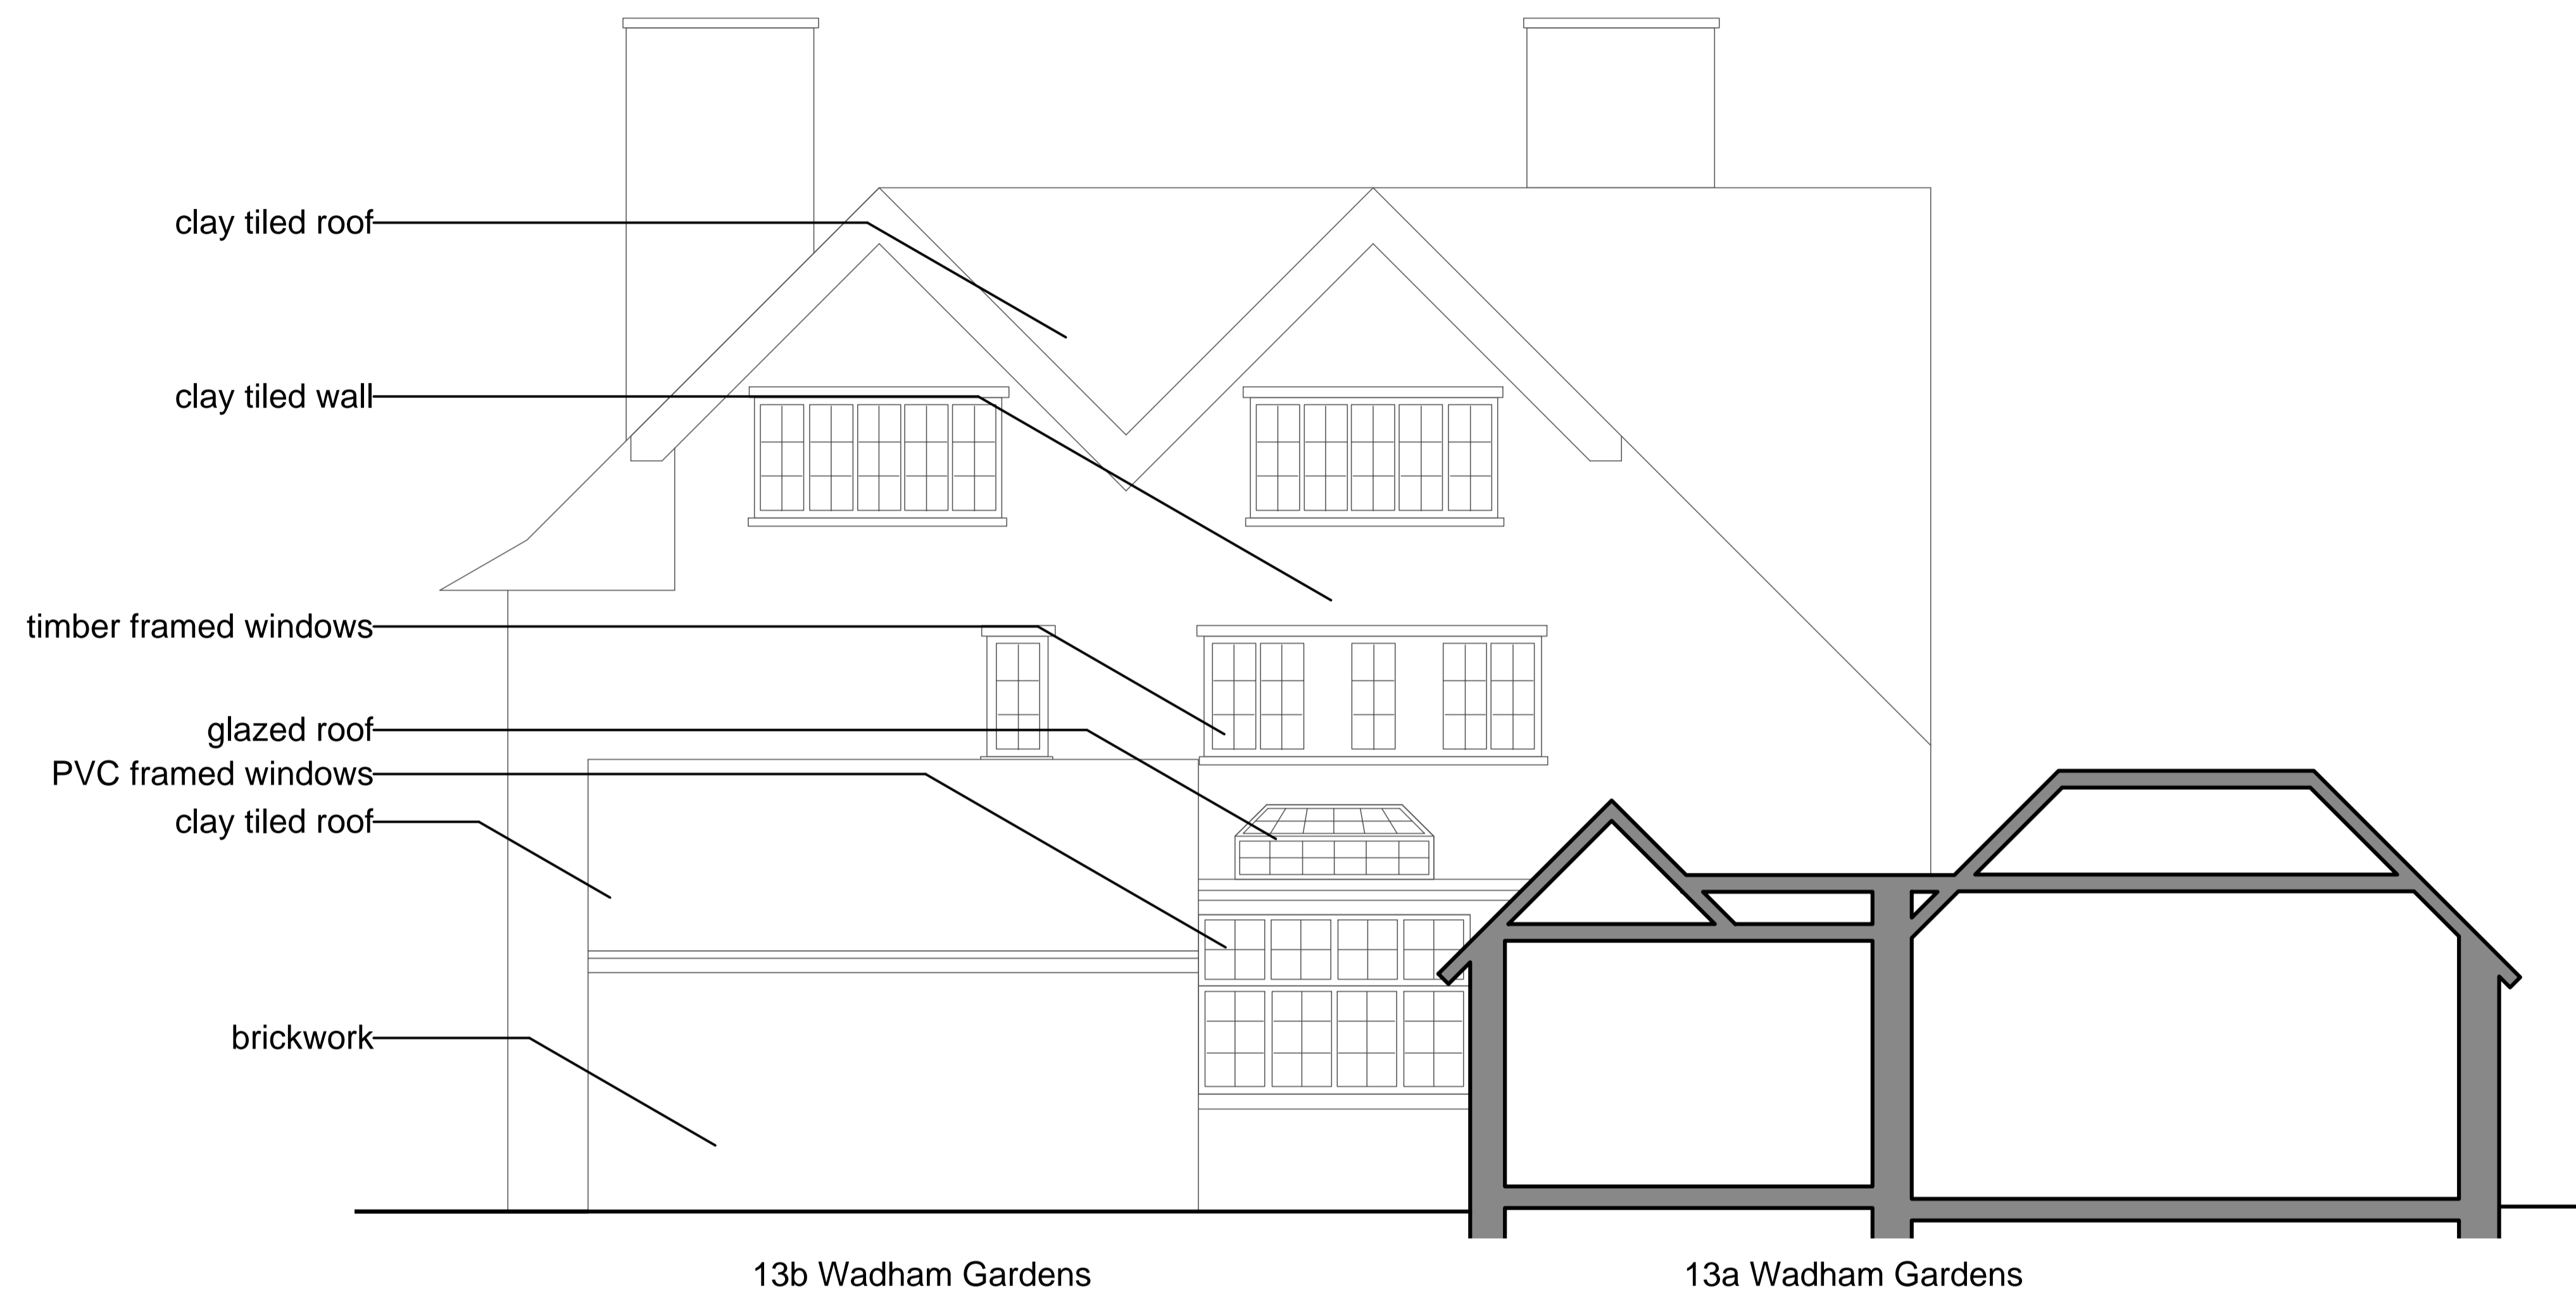 clay tiled roof
clay tiled wall
timber framed windows
glazed roof
PVC framed windows
clay tiled roof
brickwork
13b Wadham Gardens
13a Wadham Gardens